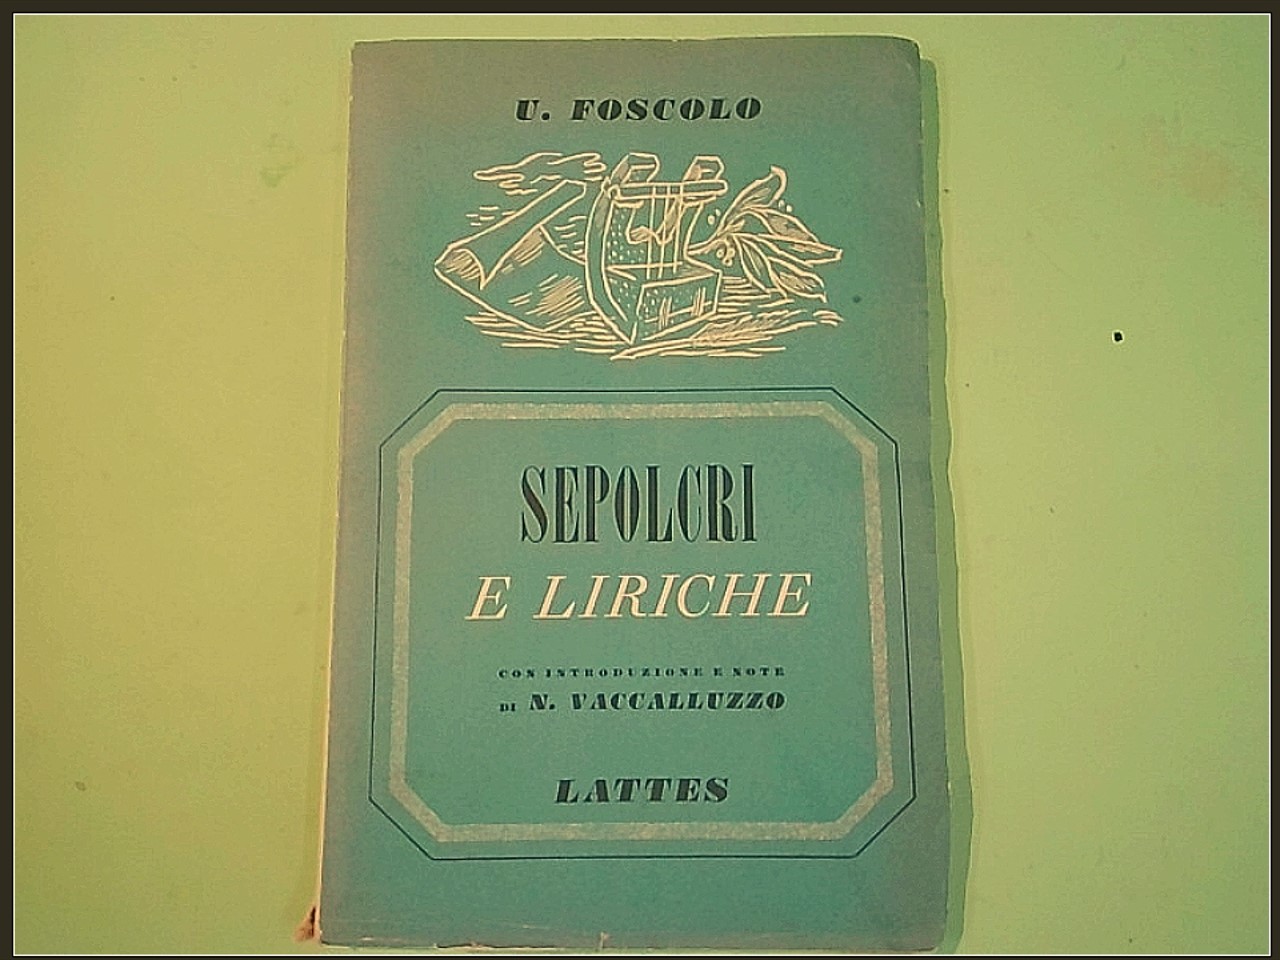 U. FOSCOLO
SEPOLCRI
E LIRICHE
CON INTRODUZIONE E NOTE
DI N. VACCALLUZZO
LATTES